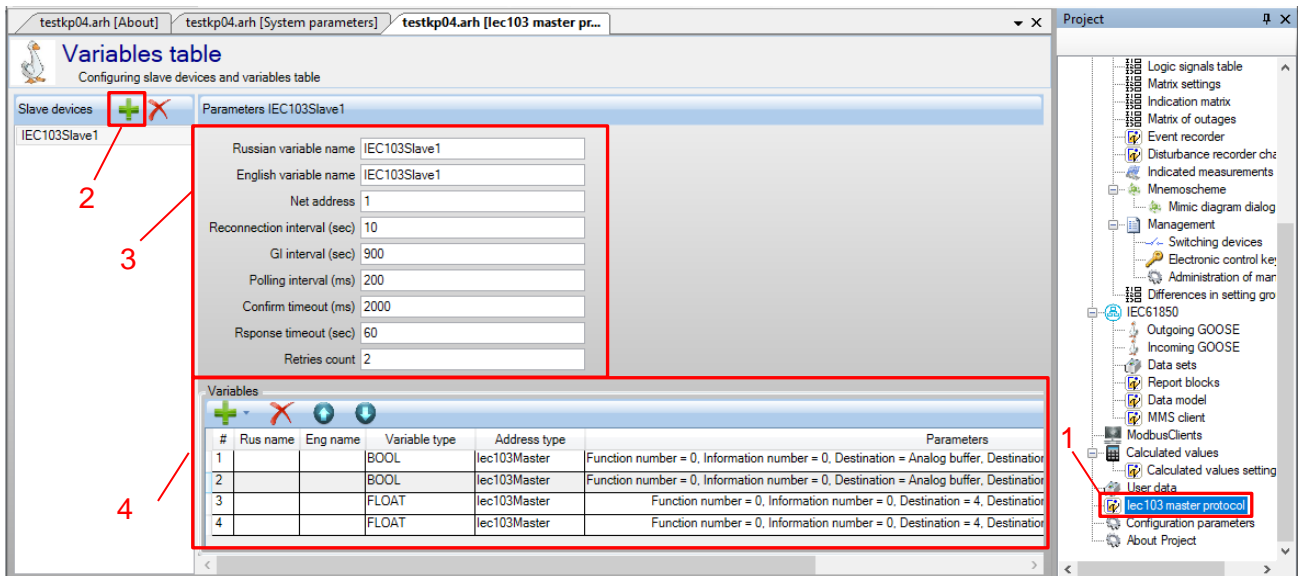 testkp04.arh [About]
testkp04.arh [System parameters]
testkp04.arh [Iec103 master pr...
Variables table
Configuring slave devices and variables table
Slave devices
IEC103Slave1
2
Parameters IEC103Slave1
Russian variable name IEC103Slave1
English variable name IEC103Slave1
Net address 1
Reconnection interval (sec) 10
GI interval (sec) 900
Polling interval (ms) 200
Confirm timeout (ms) 2000
Rsponse timeout (sec) 60
Retries count 2
3
Variables
# Rus name Eng name Variable type Address type Parameters
1 BOOL Iec103Master Function number = 0, Information number = 0, Destination = Analog buffer, Destination
2 BOOL Iec103Master Function number = 0, Information number = 0, Destination = Analog buffer, Destination
3 FLOAT Iec103Master Function number = 0, Information number = 0, Destination = 4, Destination
4 FLOAT Iec103Master Function number = 0, Information number = 0, Destination = 4, Destination
4
Project
Logic signals table
Matrix settings
Indication matrix
Matrix of outages
Event recorder
Disturbance recorder cha
Indicated measurements
Mnemoscheme
Mimic diagram dialog
Management
Switching devices
Electronic control key
Administration of man
Differences in setting gro
IEC61850
Outgoing GOOSE
Incoming GOOSE
Data sets
Report blocks
Data model
MMS client
ModbusClients
Calculated values
Calculated values setting
User data
Iec103 master protocol
Configuration parameters
About Project
1